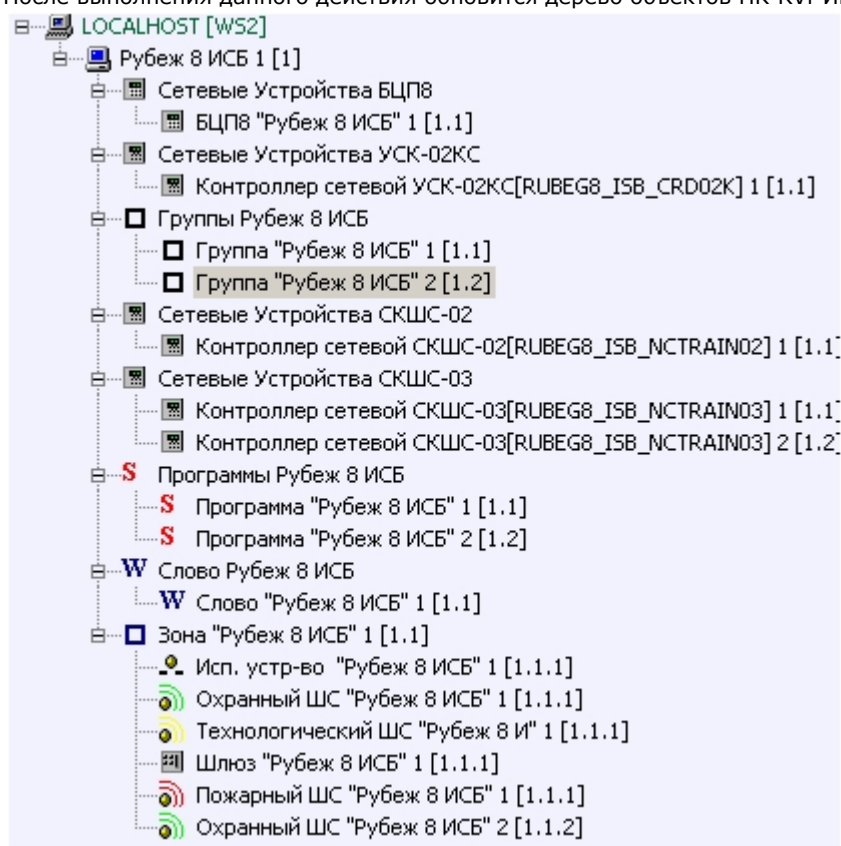 После выполнения данного действия обновится дерево объектов ПК
LOCALHOST [WS2]
Рубеж 8 ИСБ 1 [1]
Сетевые Устройства БЦП8
БЦП8 "Рубеж 8 ИСБ" 1 [1.1]
Сетевые Устройства УСК-02КС
Контроллер сетевой УСК-02КС[RUBEG8_ISB_CRD02K] 1 [1.1]
Группы Рубеж 8 ИСБ
Группа "Рубеж 8 ИСБ" 1 [1.1]
Группа "Рубеж 8 ИСБ" 2 [1.2]
Сетевые Устройства СКШС-02
Контроллер сетевой СКШС-02[RUBEG8_ISB_NCTRAIN02] 1 [1.1]
Сетевые Устройства СКШС-03
Контроллер сетевой СКШС-03[RUBEG8_ISB_NCTRAIN03] 1 [1.1]
Контроллер сетевой СКШС-03[RUBEG8_ISB_NCTRAIN03] 2 [1.2]
S Программы Рубеж 8 ИСБ
S Программа "Рубеж 8 ИСБ" 1 [1.1]
S Программа "Рубеж 8 ИСБ" 2 [1.2]
W Слово Рубеж 8 ИСБ
W Слово "Рубеж 8 ИСБ" 1 [1.1]
Зона "Рубеж 8 ИСБ" 1 [1.1]
Исп. устр-во "Рубеж 8 ИСБ" 1 [1.1.1]
Охранный ШС "Рубеж 8 ИСБ" 1 [1.1.1]
Технологический ШС "Рубеж 8 И" 1 [1.1.1]
Шлюз "Рубеж 8 ИСБ" 1 [1.1.1]
Пожарный ШС "Рубеж 8 ИСБ" 1 [1.1.1]
Охранный ШС "Рубеж 8 ИСБ" 2 [1.1.2]